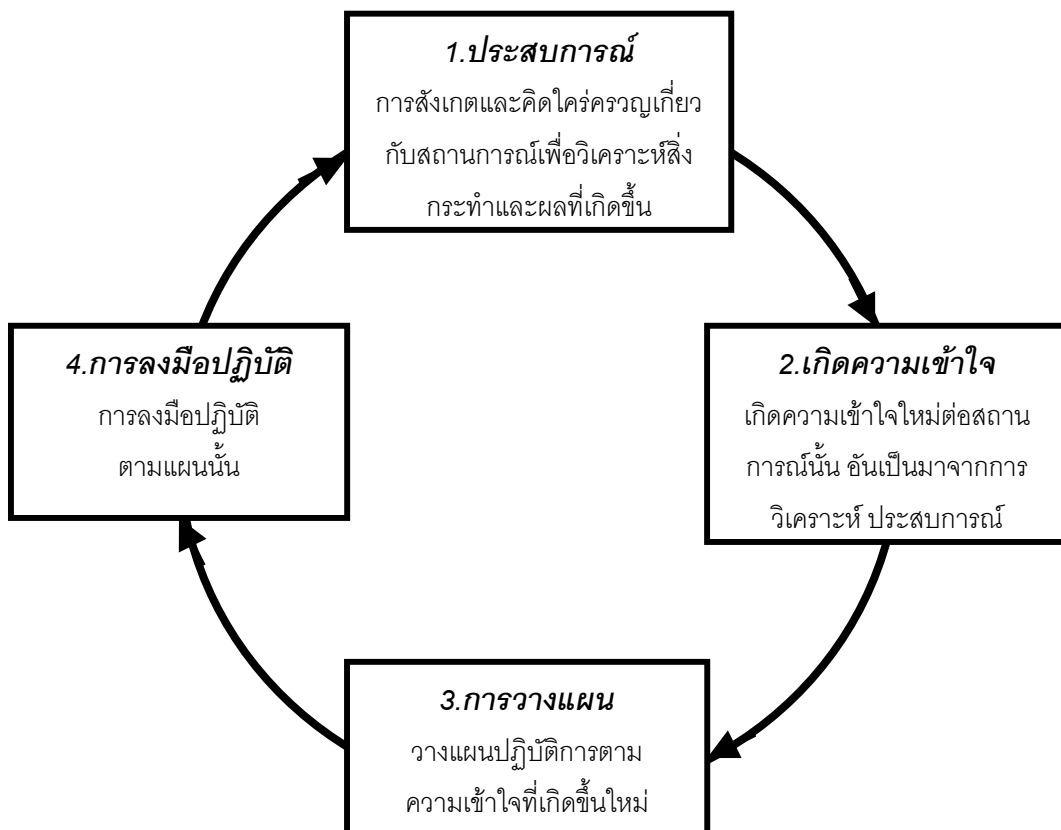 1.ประสบการณ์
การสังเกตและคิดใคร่ครวญเกี่ยว
กับสถานการณ์เพื่อวิเคราะห์สิ่ง
กระทำและผลที่เกิดขึ้น
2.เกิดความเข้าใจ
เกิดความเข้าใจใหม่ต่อสถาน
การณ์นั้น อันเป็นมาจากการ
วิเคราะห์ ประสบการณ์
3.การวางแผน
วางแผนปฏิบัติการตาม
ความเข้าใจที่เกิดขึ้นใหม่
4.การลงมือปฏิบัติ
การลงมือปฏิบัติ
ตามแผนนั้น